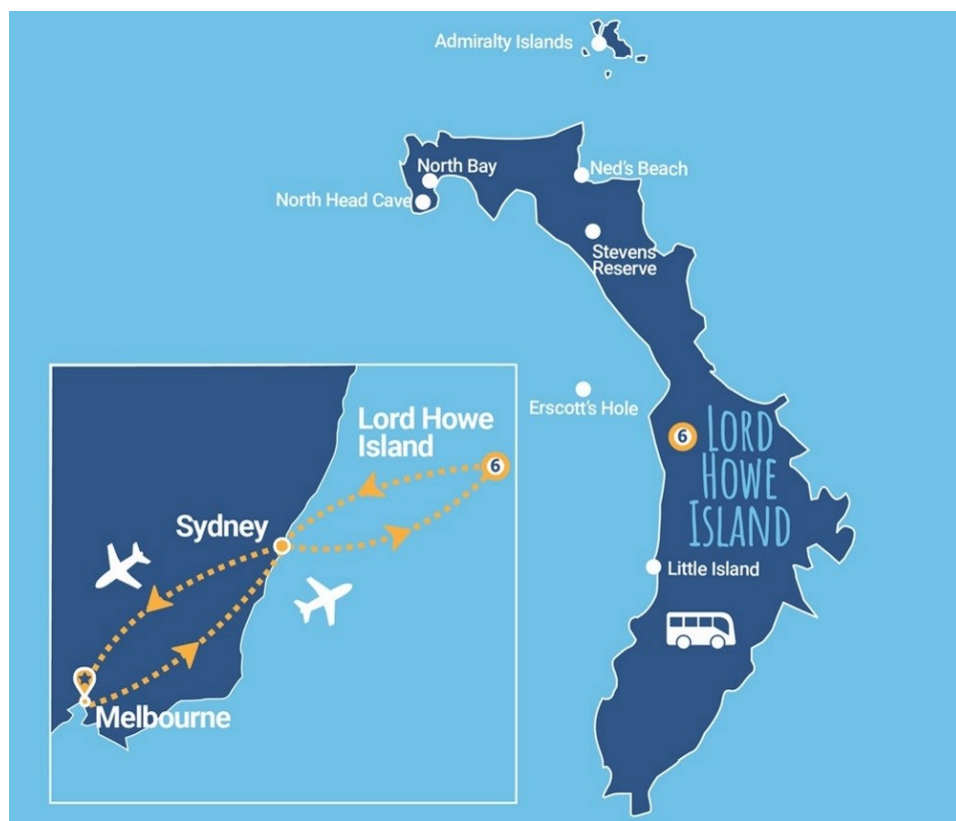 Admiralty Islands
North Bay
Ned's Beach
North Head Cave
Stevens
Reserve
Erscott's Hole
6
LORD
HOWE
ISLAND
Little Island
Lord Howe
Island
6
Sydney
Melbourne